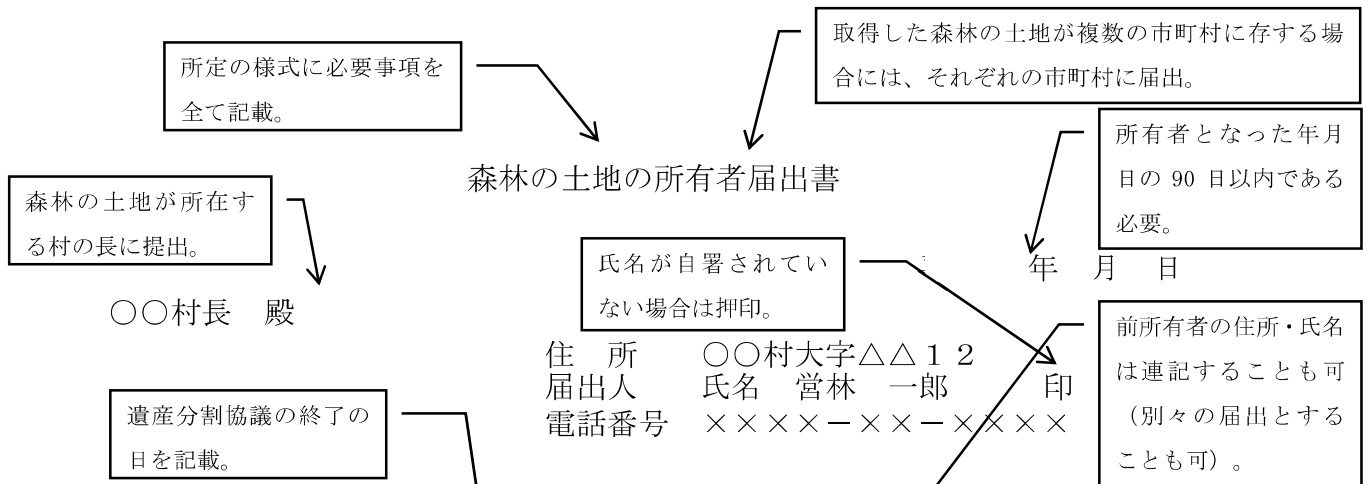 取得した森林の土地が複数の市町村に存する場
合には、それぞれの市町村に届出。
所定の様式に必要事項を
全て記載。
所有者となった年月
日の 90 日以内である
必要。
森林の土地の所有者届出書
森林の土地が所在す
る村の長に提出。
氏名が自署されてい
ない場合は押印。
年 月 日
○○村長 殿
前所有者の住所・氏名
は連記することも可
（別々の届出とする
ことも可）。
住 所 ○○村大字△△１２
届出人 氏名 営林 一郎 印
電話番号 ××××－××－××××
遺産分割協議の終了の
日を記載。